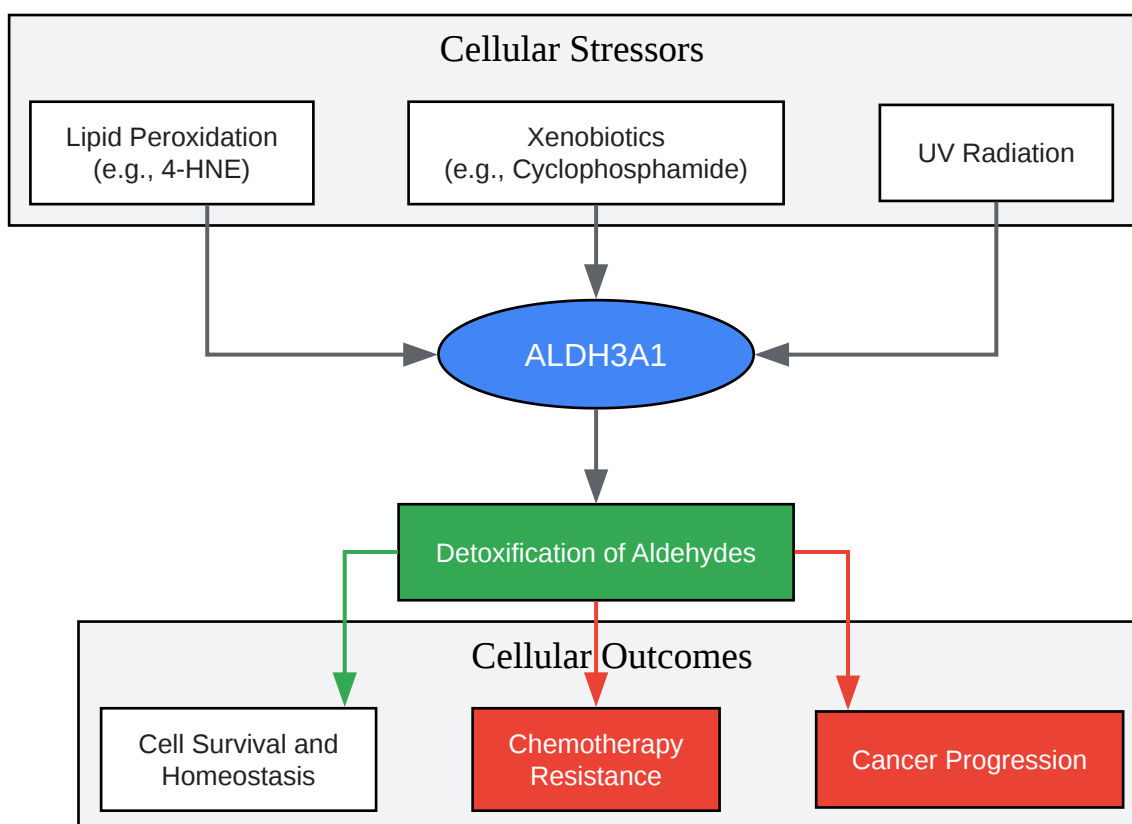 Cellular Stressors
Lipid Peroxidation
(e.g., 4-HNE)
Xenobiotics
(e.g., Cyclophosphamide)
UV Radiation
ALDH3A1
Detoxification of Aldehydes
Cellular Outcomes
Cell Survival and
Homeostasis
Chemotherapy
Resistance
Cancer Progression